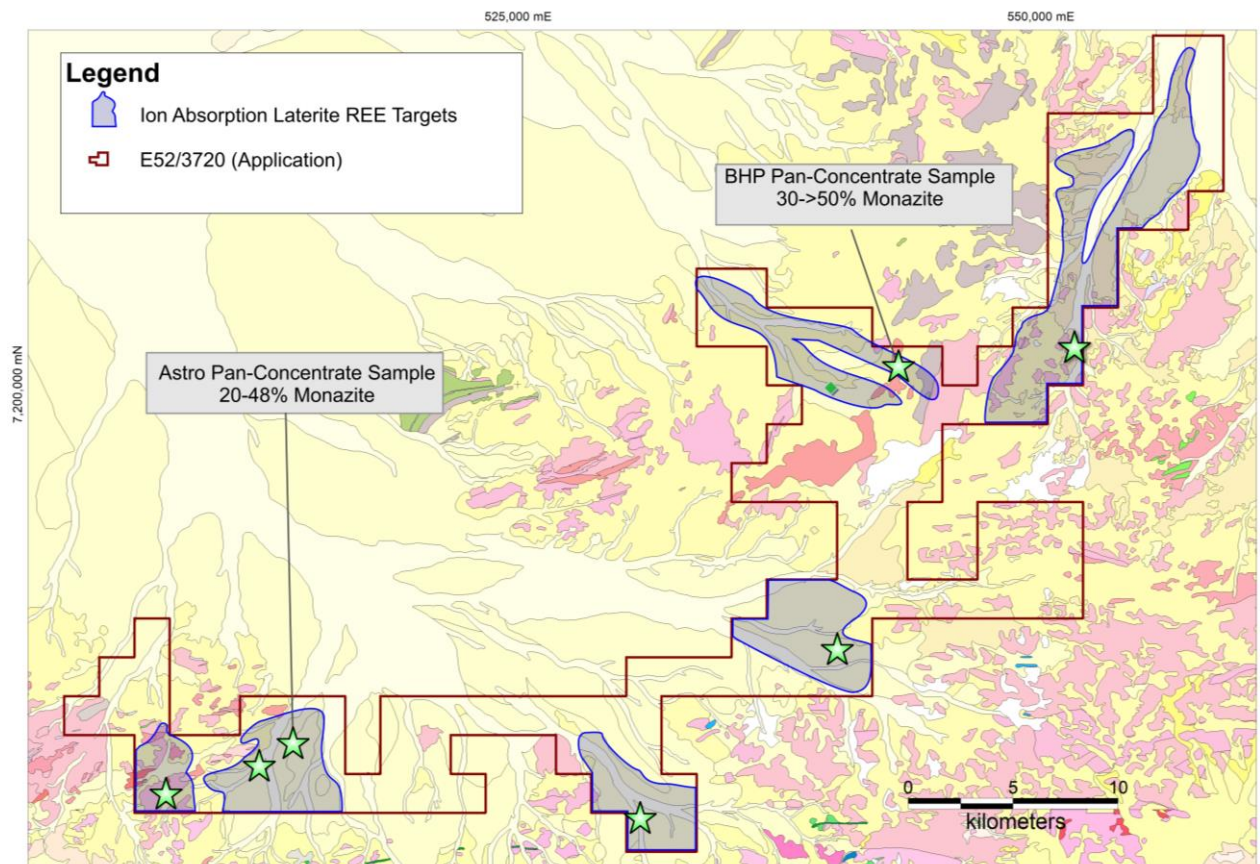 525,000 mE
550,000 mE
Legend
Ion Absorption Laterite REE Targets
E52/3720 (Application)
BHP Pan-Concentrate Sample
30->50% Monazite
7,200,000 mN
Astro Pan-Concentrate Sample
20-48% Monazite
0 5 10
kilometers